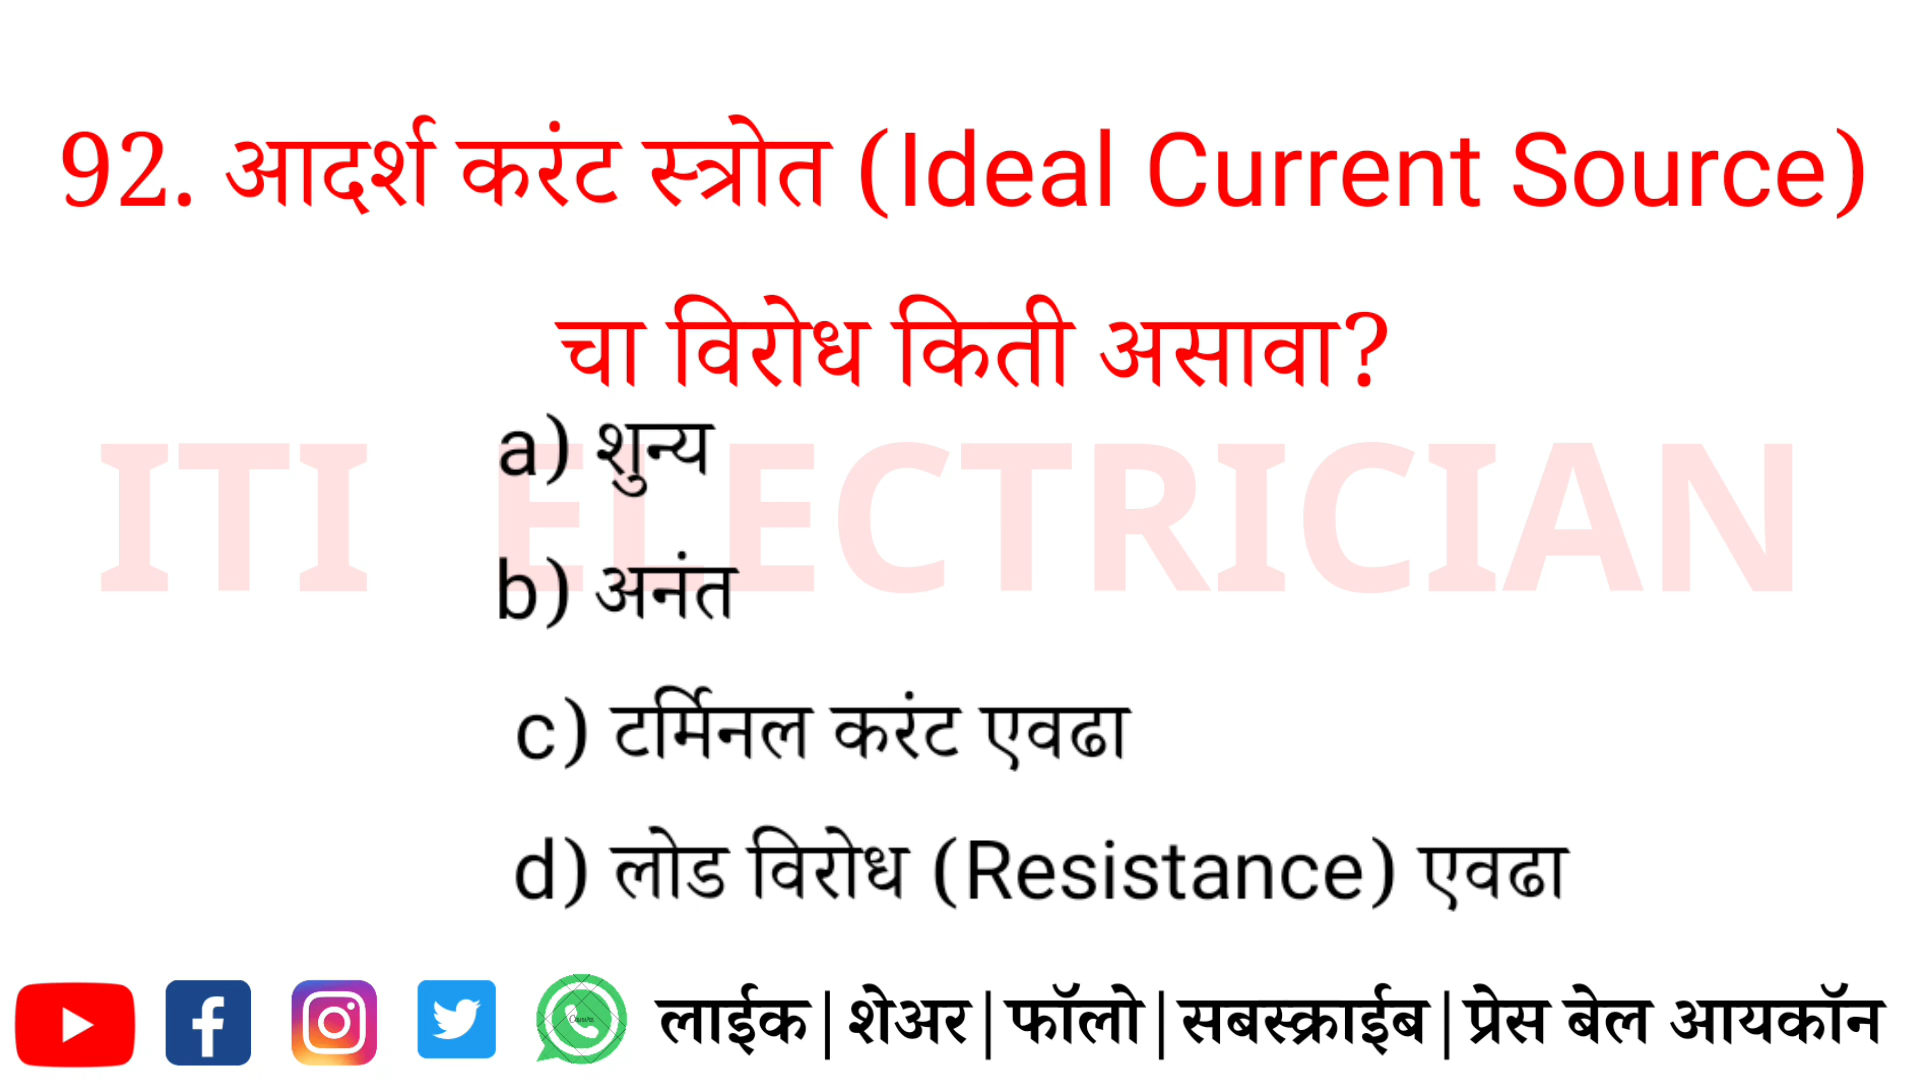 92. आदर्श करंट स्त्रोत (Ideal Current Source)
चा विरोध किती असावा?
ITI ELECTRICIAN
a) शुन्य
b) अनंत
c) टर्मिनल करंट एवढा
d) लोड विरोध (Resistance) एवढा
लाईक|शेअर|फॉलो|सबस्क्राईब|प्रेस बेल आयकॉन